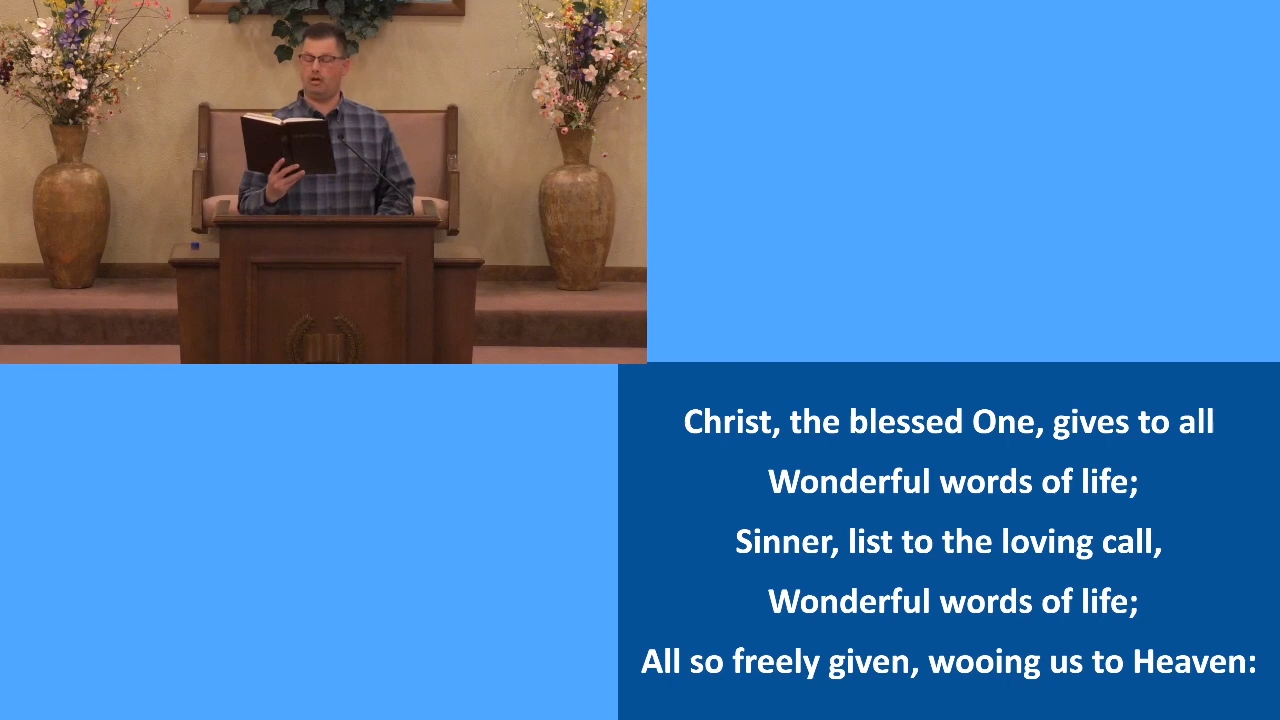 Christ, the blessed One, gives to all
Wonderful words of life;
Sinner, list to the loving call,
Wonderful words of life;
All so freely given, wooing us to Heaven: